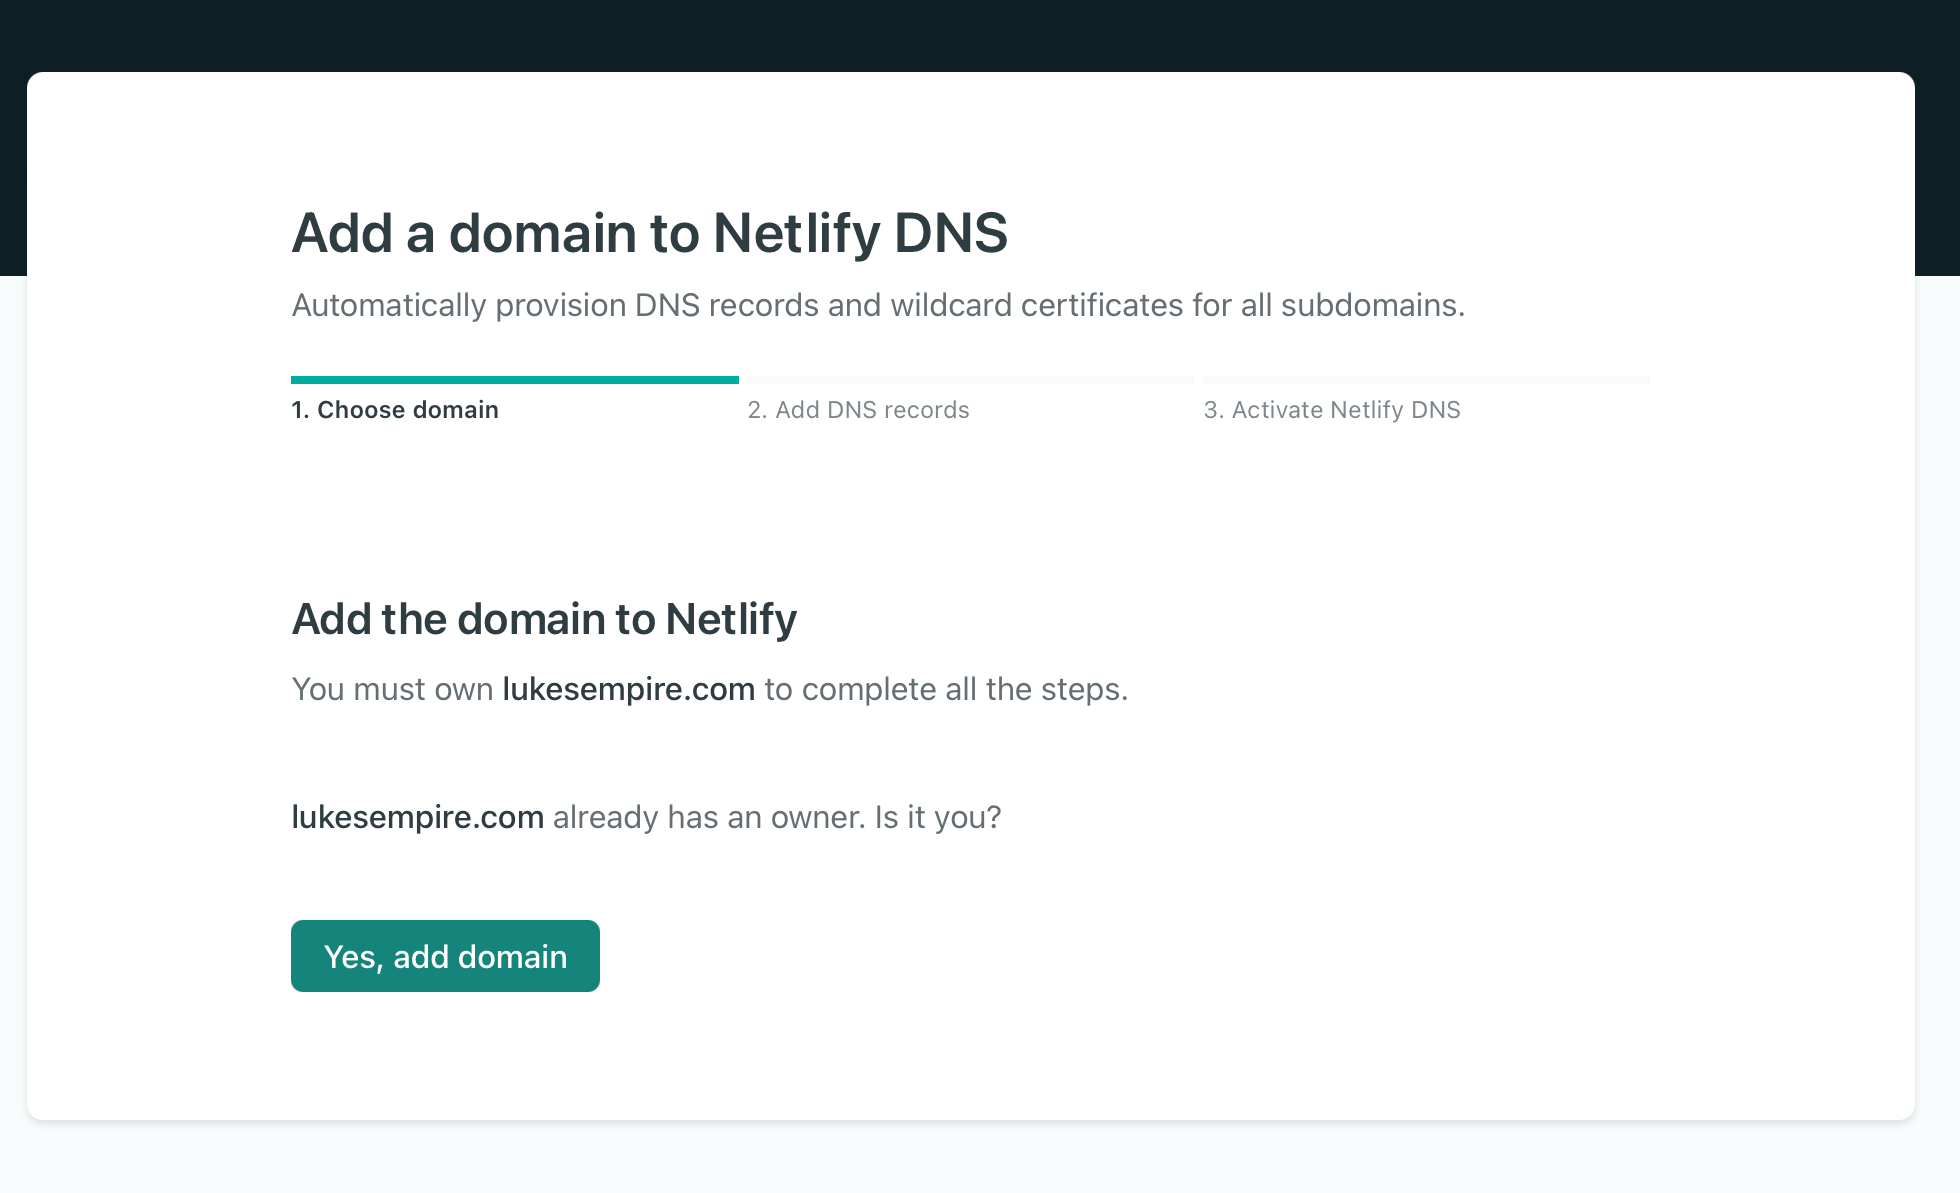 Add a domain to Netlify DNS
Automatically provision DNS records and wildcard certificates for all subdomains.
1. Choose domain
2. Add DNS records
3. Activate Netlify DNS
Add the domain to Netlify
You must own lukesempire.com to complete all the steps.
lukesempire.com already has an owner. Is it you?
Yes, add domain